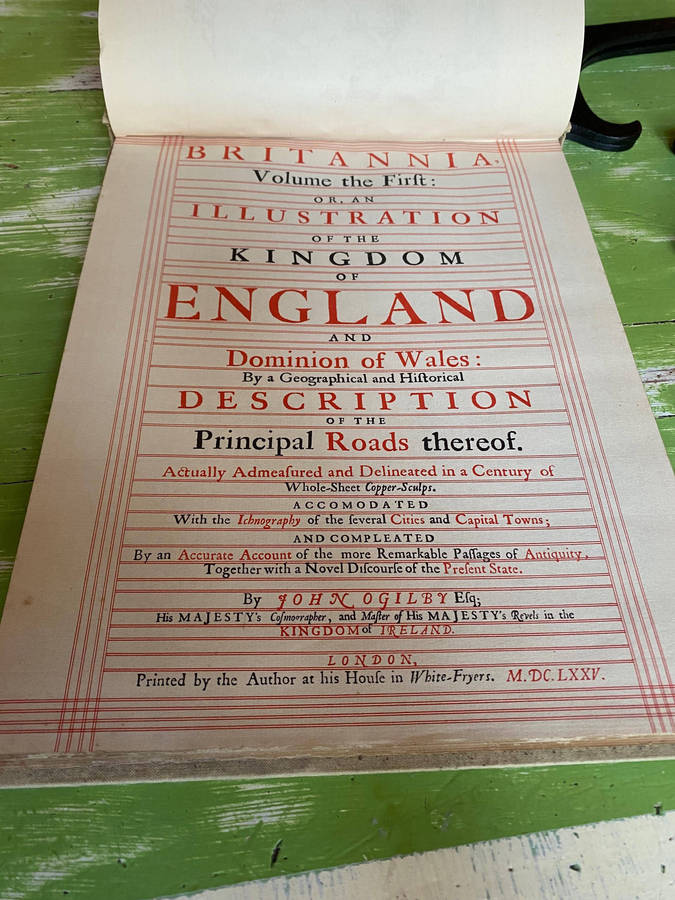 BRITANNIA,
Volume the Firſt:
OR, AN
ILLUSTRATION
OF THE
KINGDOM
OF
ENGLAND
AND
Dominion of Wales:
By a Geographical and Hiſtorical
DESCRIPTION
OF THE
Principal Roads thereof.
Actually Admeaſured and Delineated in a Century of
Whole-Sheet Copper-Sculps.
ACCOMODATED
With the Ichnography of the ſeveral Cities and Capital Towns;
AND COMPLEATED
By an Accurate Account of the more Remarkable Paſſages of Antiquity,
Together with a Novel Diſcourſe of the Preſent State.
By JOHN OGILBY Eſq;
His MAJESTY's Coſmographer, and Maſter of His MAJESTY's Revels in the
KINGDOM of IRELAND.
LONDON,
Printed by the Author at his Houſe in White-Fryers. M.DC.LXXV.